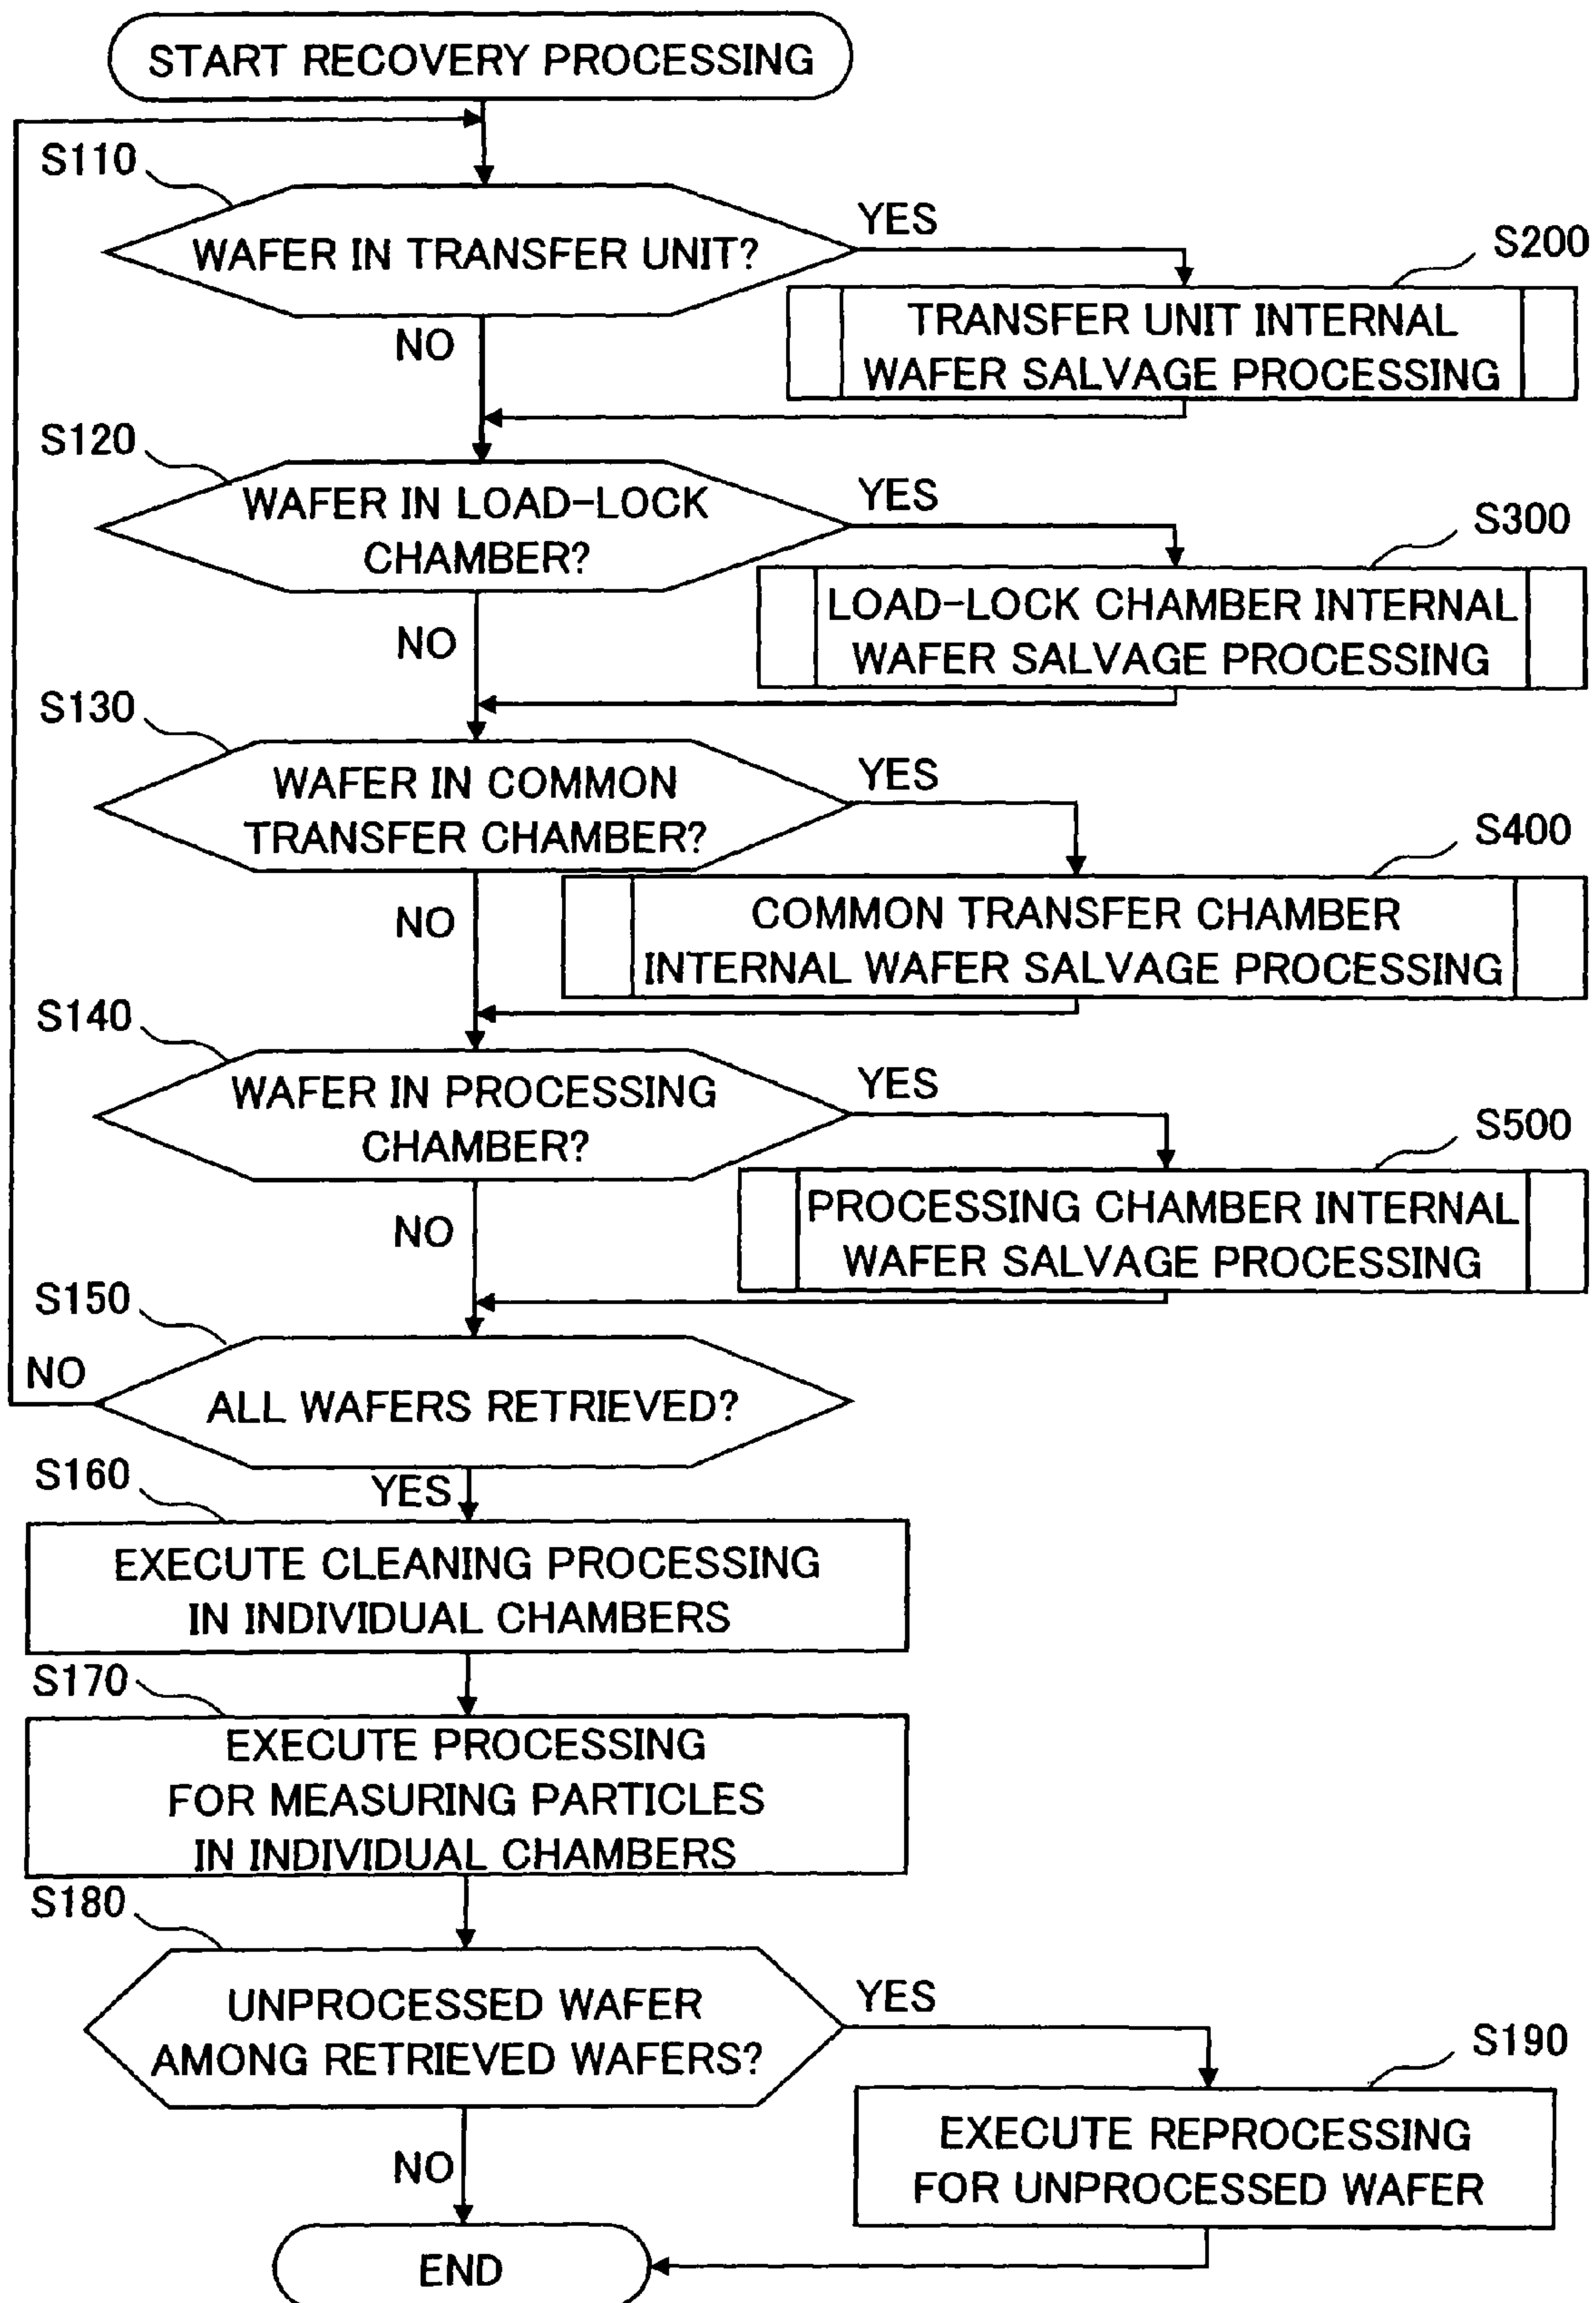 START RECOVERY PROCESSING
S110
WAFER IN TRANSFER UNIT?
YES
NO
S200
TRANSFER UNIT INTERNAL
WAFER SALVAGE PROCESSING
S120
WAFER IN LOAD-LOCK
CHAMBER?
YES
NO
S300
LOAD-LOCK CHAMBER INTERNAL
WAFER SALVAGE PROCESSING
S130
WAFER IN COMMON
TRANSFER CHAMBER?
YES
NO
S400
COMMON TRANSFER CHAMBER
INTERNAL WAFER SALVAGE PROCESSING
S140
WAFER IN PROCESSING
CHAMBER?
YES
NO
S500
PROCESSING CHAMBER INTERNAL
WAFER SALVAGE PROCESSING
S150
NO
ALL WAFERS RETRIEVED?
YES
S160
EXECUTE CLEANING PROCESSING
IN INDIVIDUAL CHAMBERS
S170
EXECUTE PROCESSING
FOR MEASURING PARTICLES
IN INDIVIDUAL CHAMBERS
S180
UNPROCESSED WAFER
AMONG RETRIEVED WAFERS?
YES
NO
S190
EXECUTE REPROCESSING
FOR UNPROCESSED WAFER
END